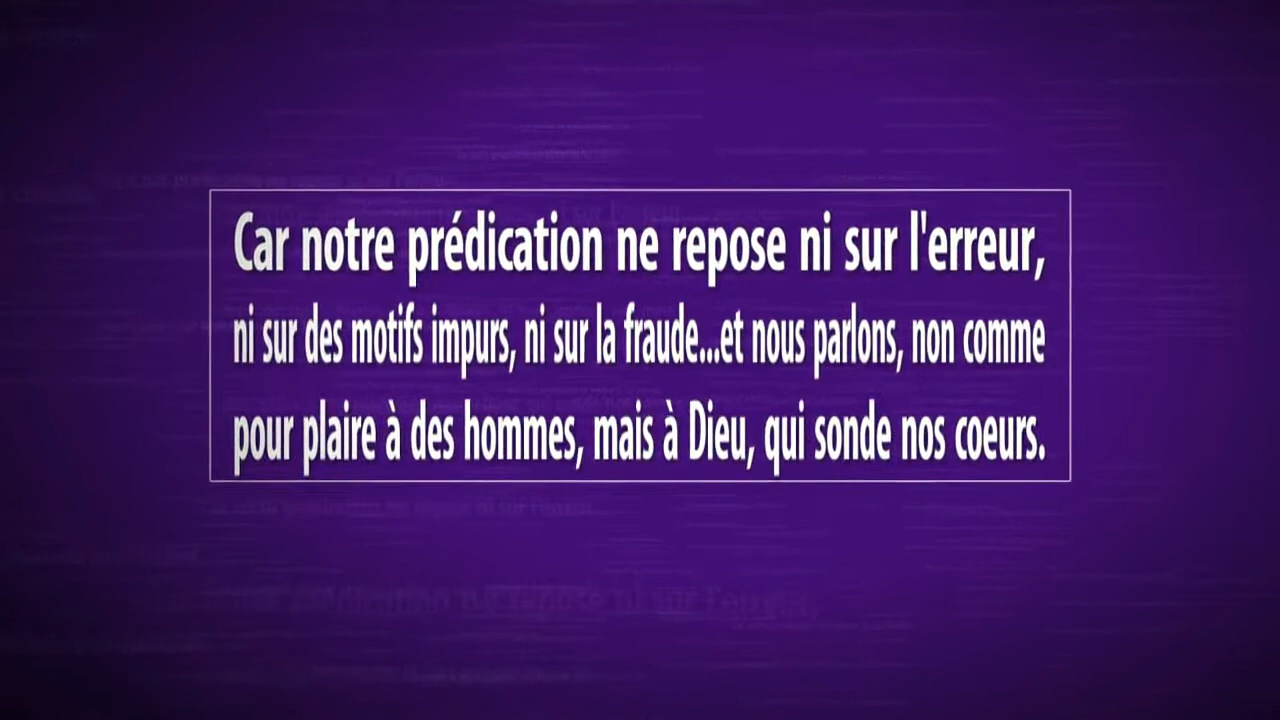 Car notre prédication ne repose ni sur l'erreur,
ni sur des motifs impurs, ni sur la fraude...et nous parlons, non comme
pour plaire à des hommes, mais à Dieu, qui sonde nos coeurs.